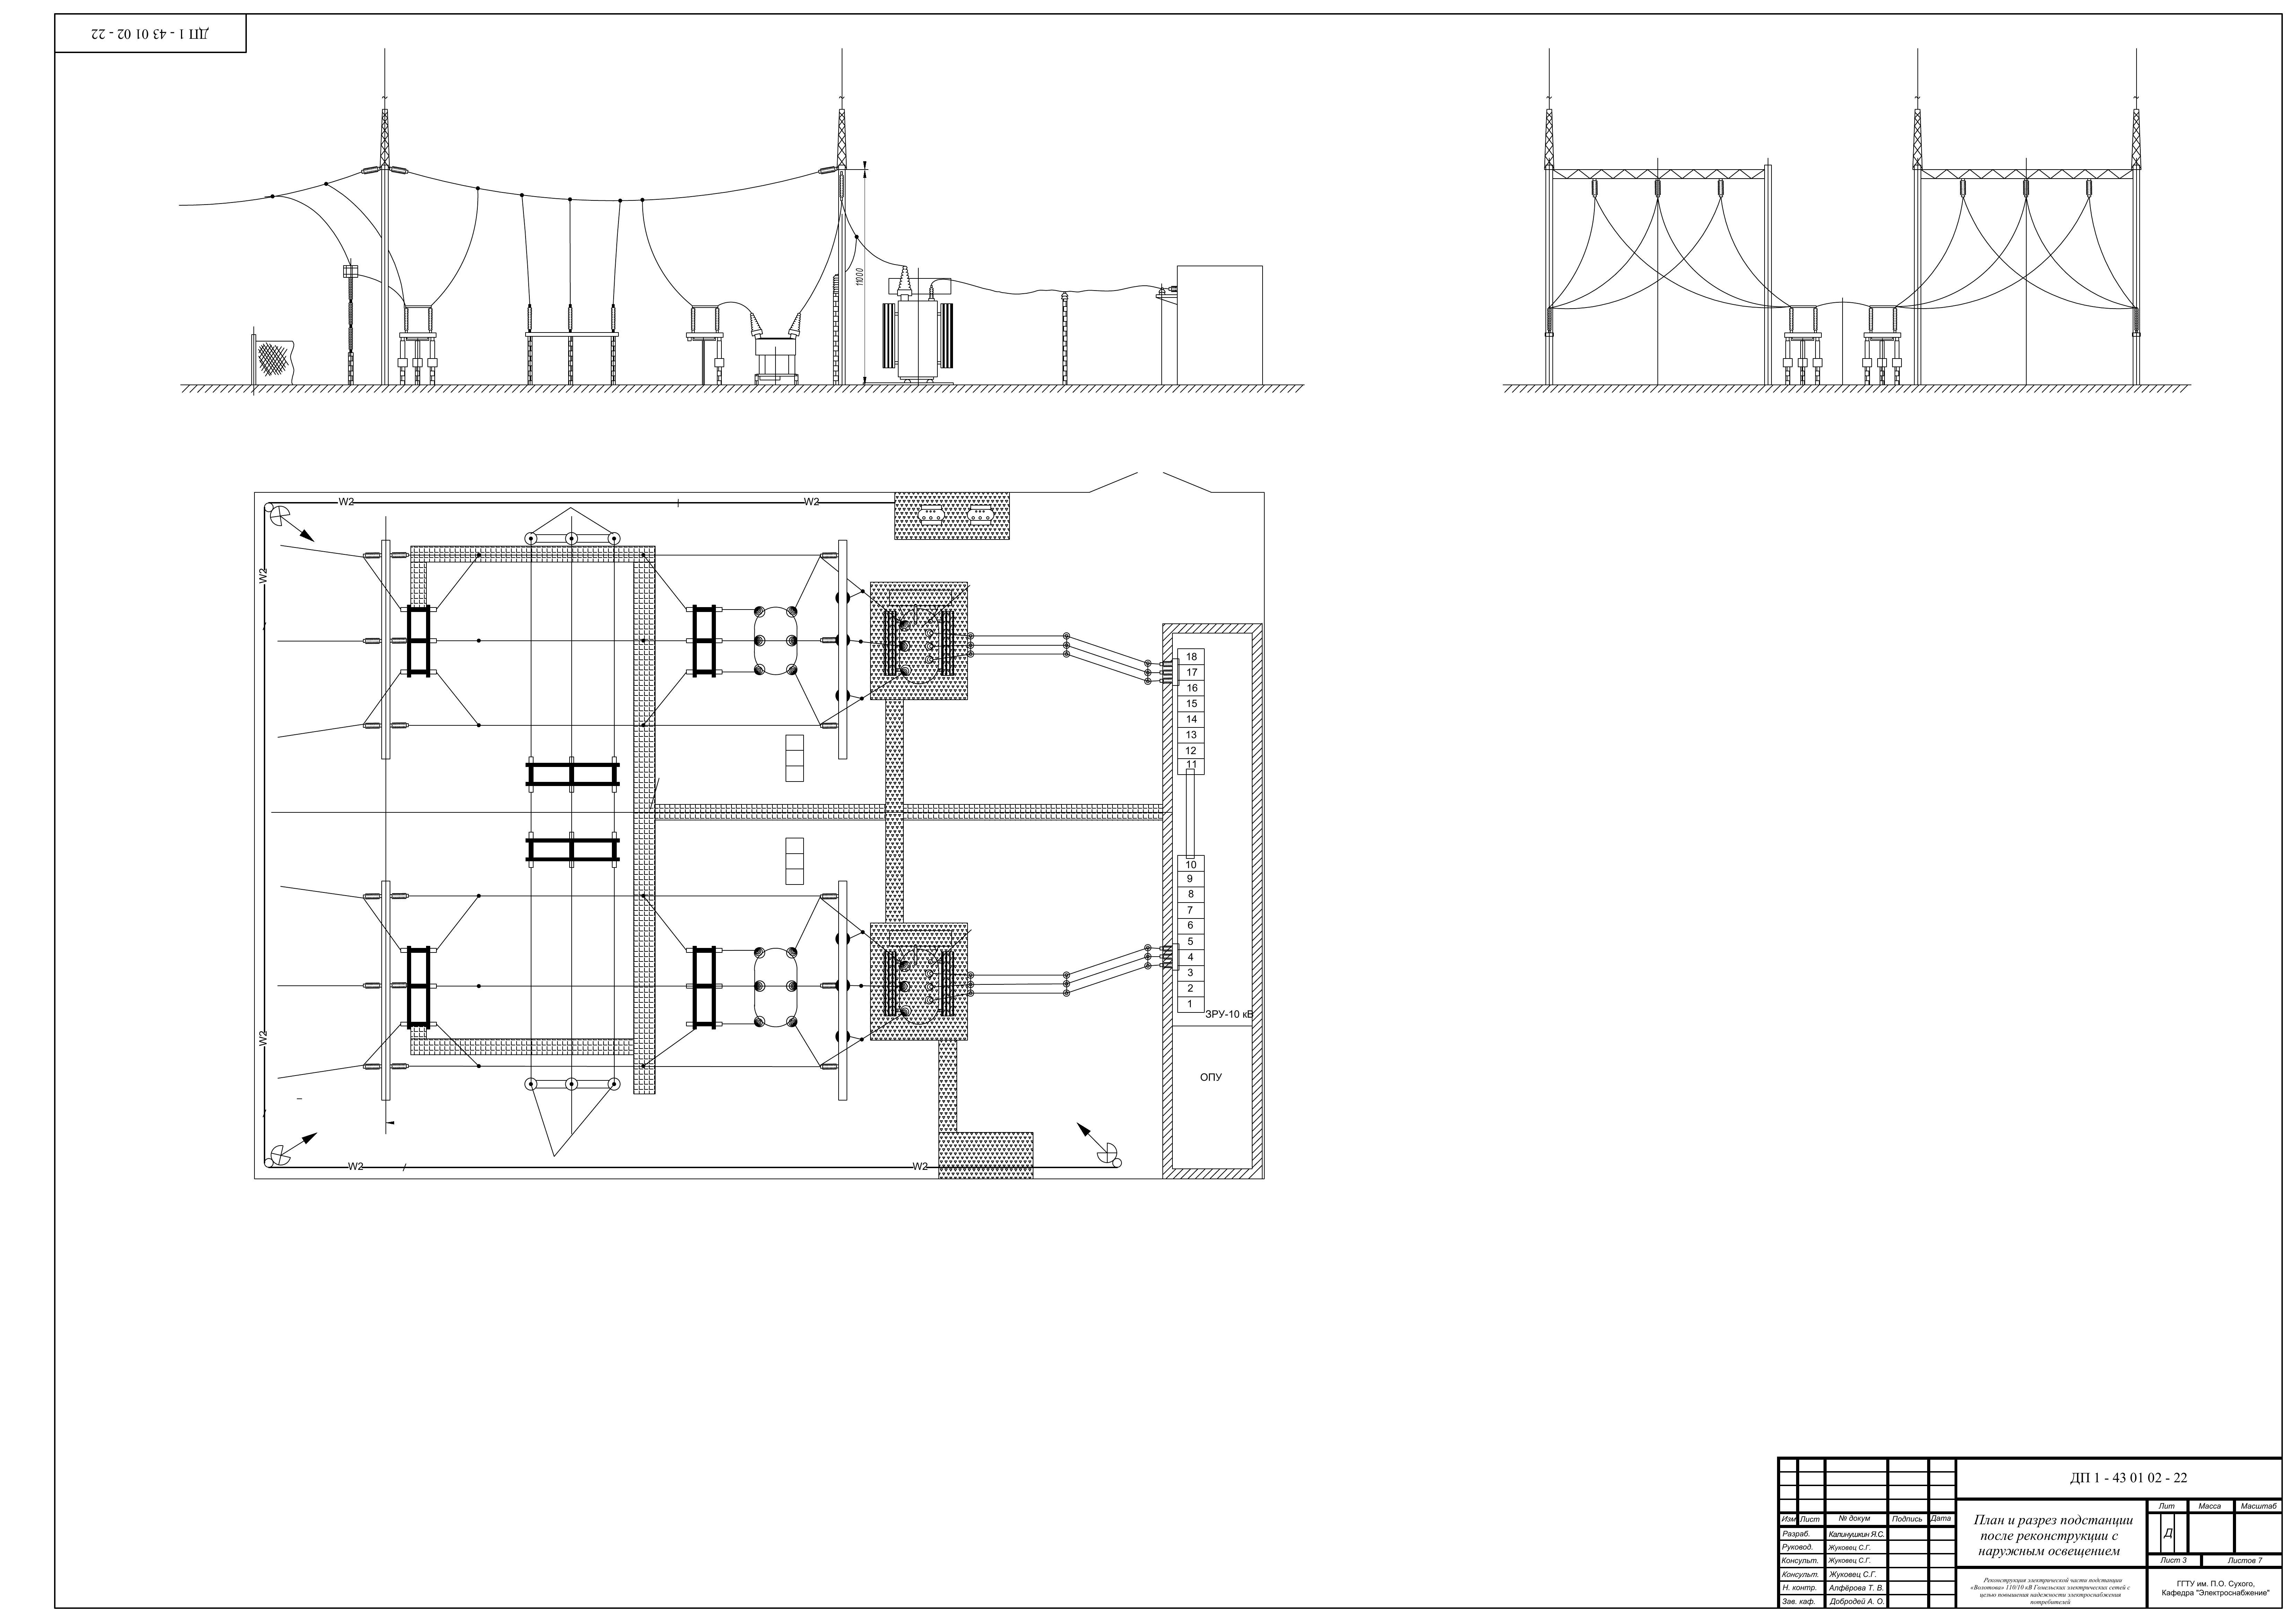 ДП 1 - 43 01 02 - 22
11000
W2
W2
W2
W2
W2
W2
18
17
16
15
14
13
12
11
10
9
8
7
6
5
4
3
2
1
ЗРУ-10 кВ
ОПУ
ДП 1 - 43 01 02 - 22
Изм Лист № докум Подпись Дата
Разраб. Калинушкин Я.С.
Руковод. Жуковец С.Г.
Консульт. Жуковец С.Г.
Консульт. Жуковец С.Г.
Н. контр. Алфёрова Т. В.
Зав. каф. Добродей А. О.
План и разрез подстанции
после реконструкции с
наружным освещением
Лит Масса Масштаб
Д
Лист 3 Листов 7
Реконструкция электрической части подстанции
«Волотова» 110/10 кВ Гомельских электрических сетей с
целью повышения надежности электроснабжения
потребителей
ГГТУ им. П.О. Сухого,
Кафедра "Электроснабжение"